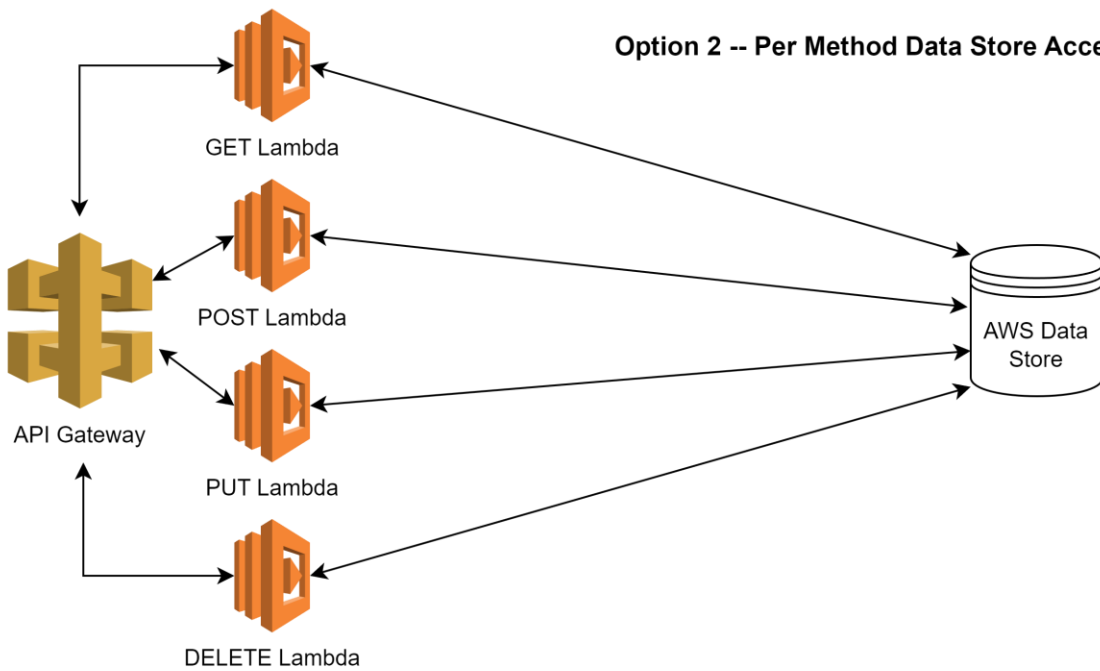 Option 2 -- Per Method Data Store Acce
GET Lambda
POST Lambda
AWS Data
Store
API Gateway
PUT Lambda
DELETE Lambda